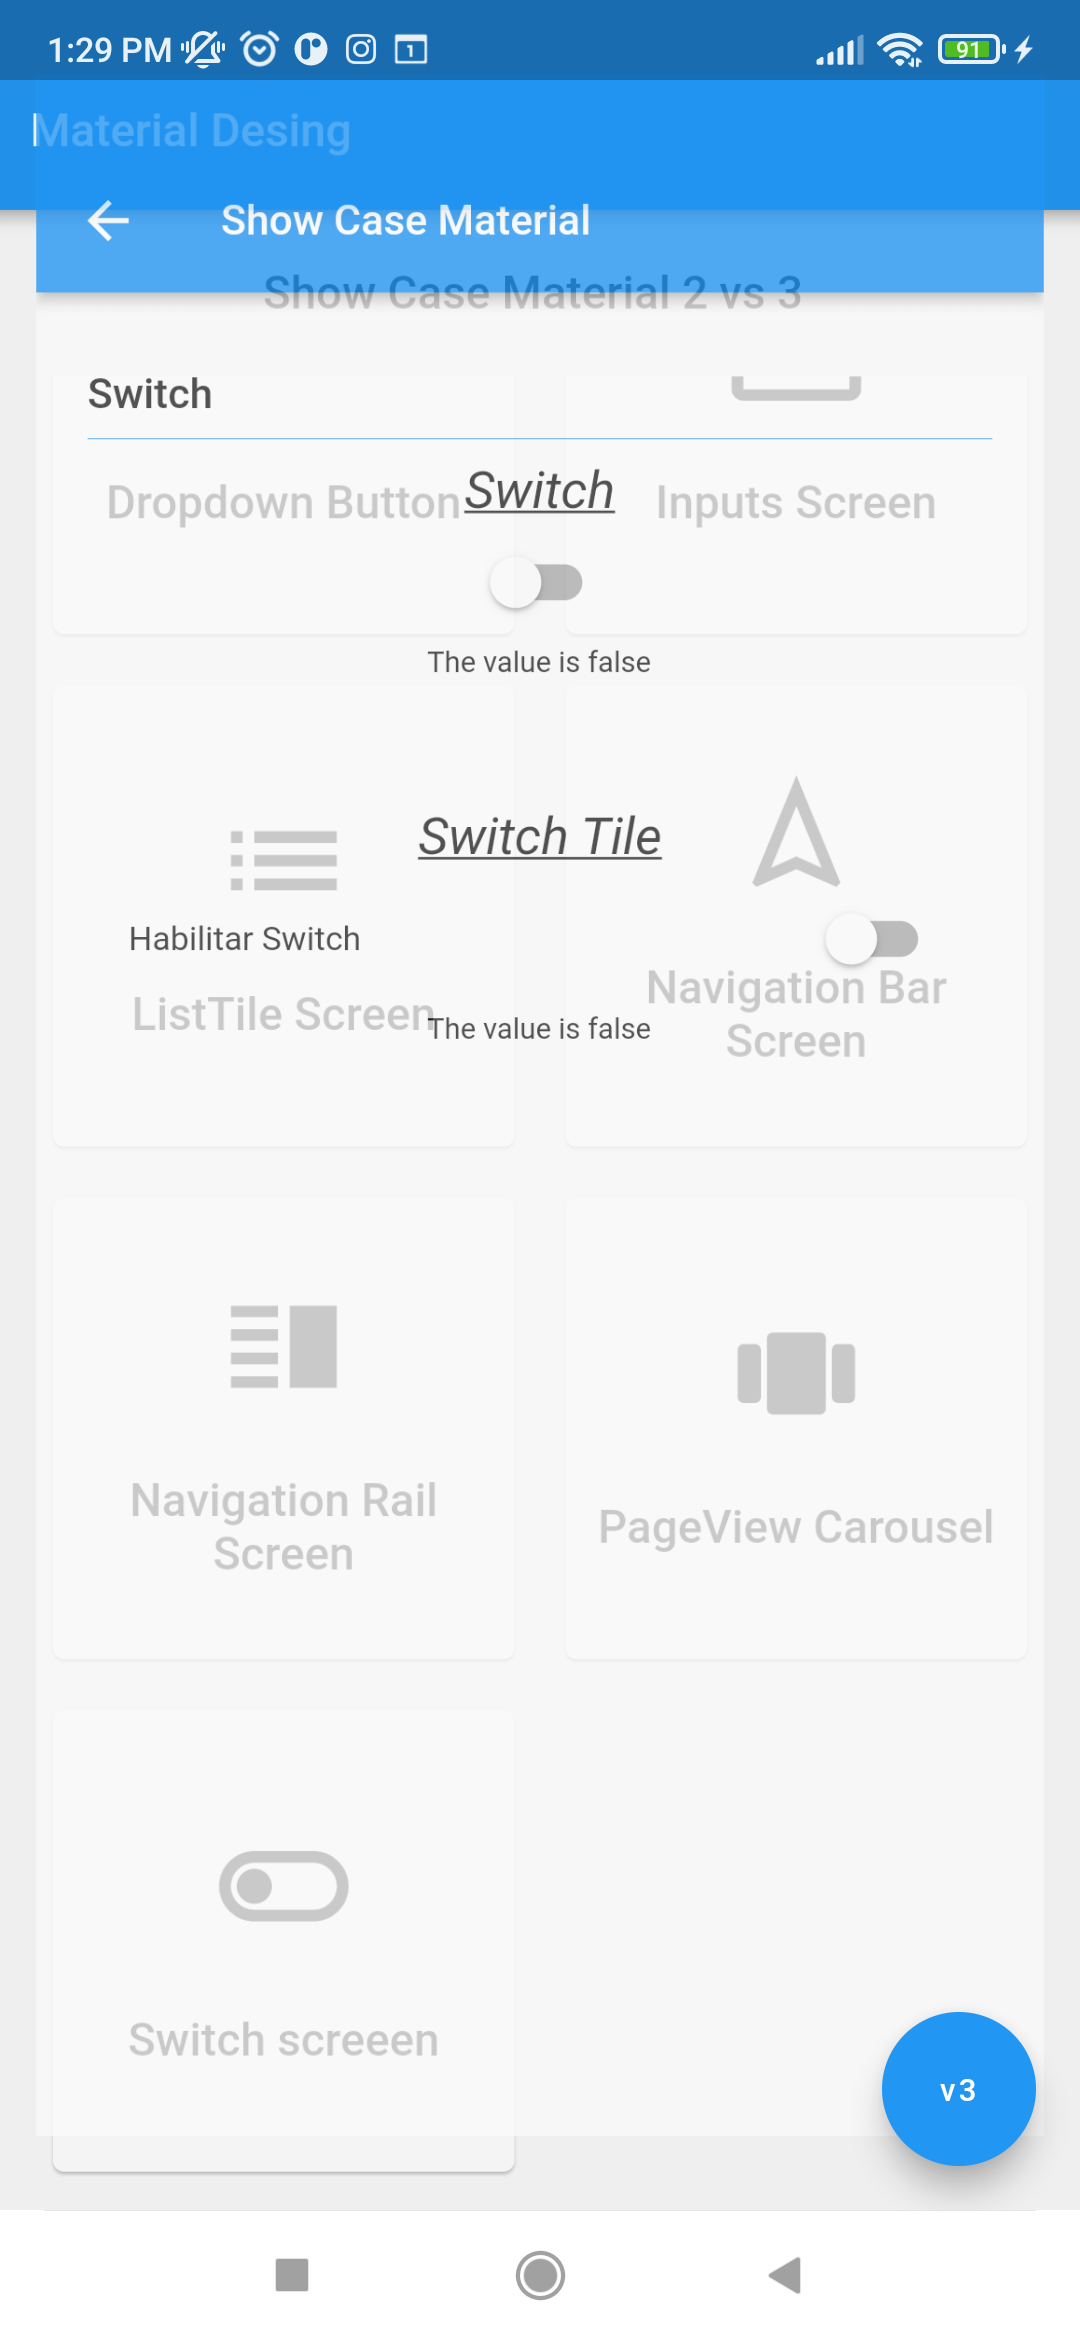 1:29 PM
1
91
Material Desing
Show Case Material
Show Case Material 2 vs 3
Switch
Dropdown Button
Switch
Inputs Screen
The value is false
Switch Tile
Habilitar Switch
ListTile Screen
The value is false
Navigation Bar
Screen
Navigation Rail
Screen
PageView Carousel
Switch screeen
v3